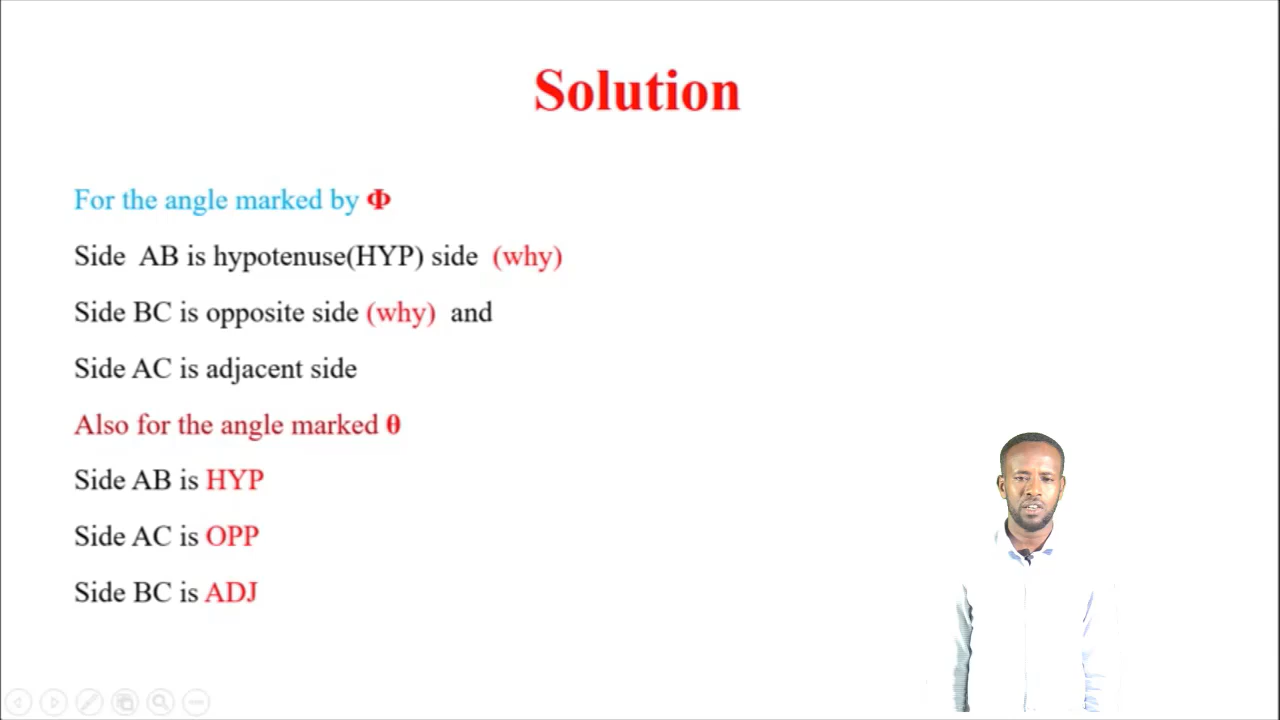 Solution
For the angle marked by Φ
Side AB is hypotenuse(HYP) side (why)
Side BC is opposite side (why) and
Side AC is adjacent side
Also for the angle marked θ
Side AB is HYP
Side AC is OPP
Side BC is ADJ